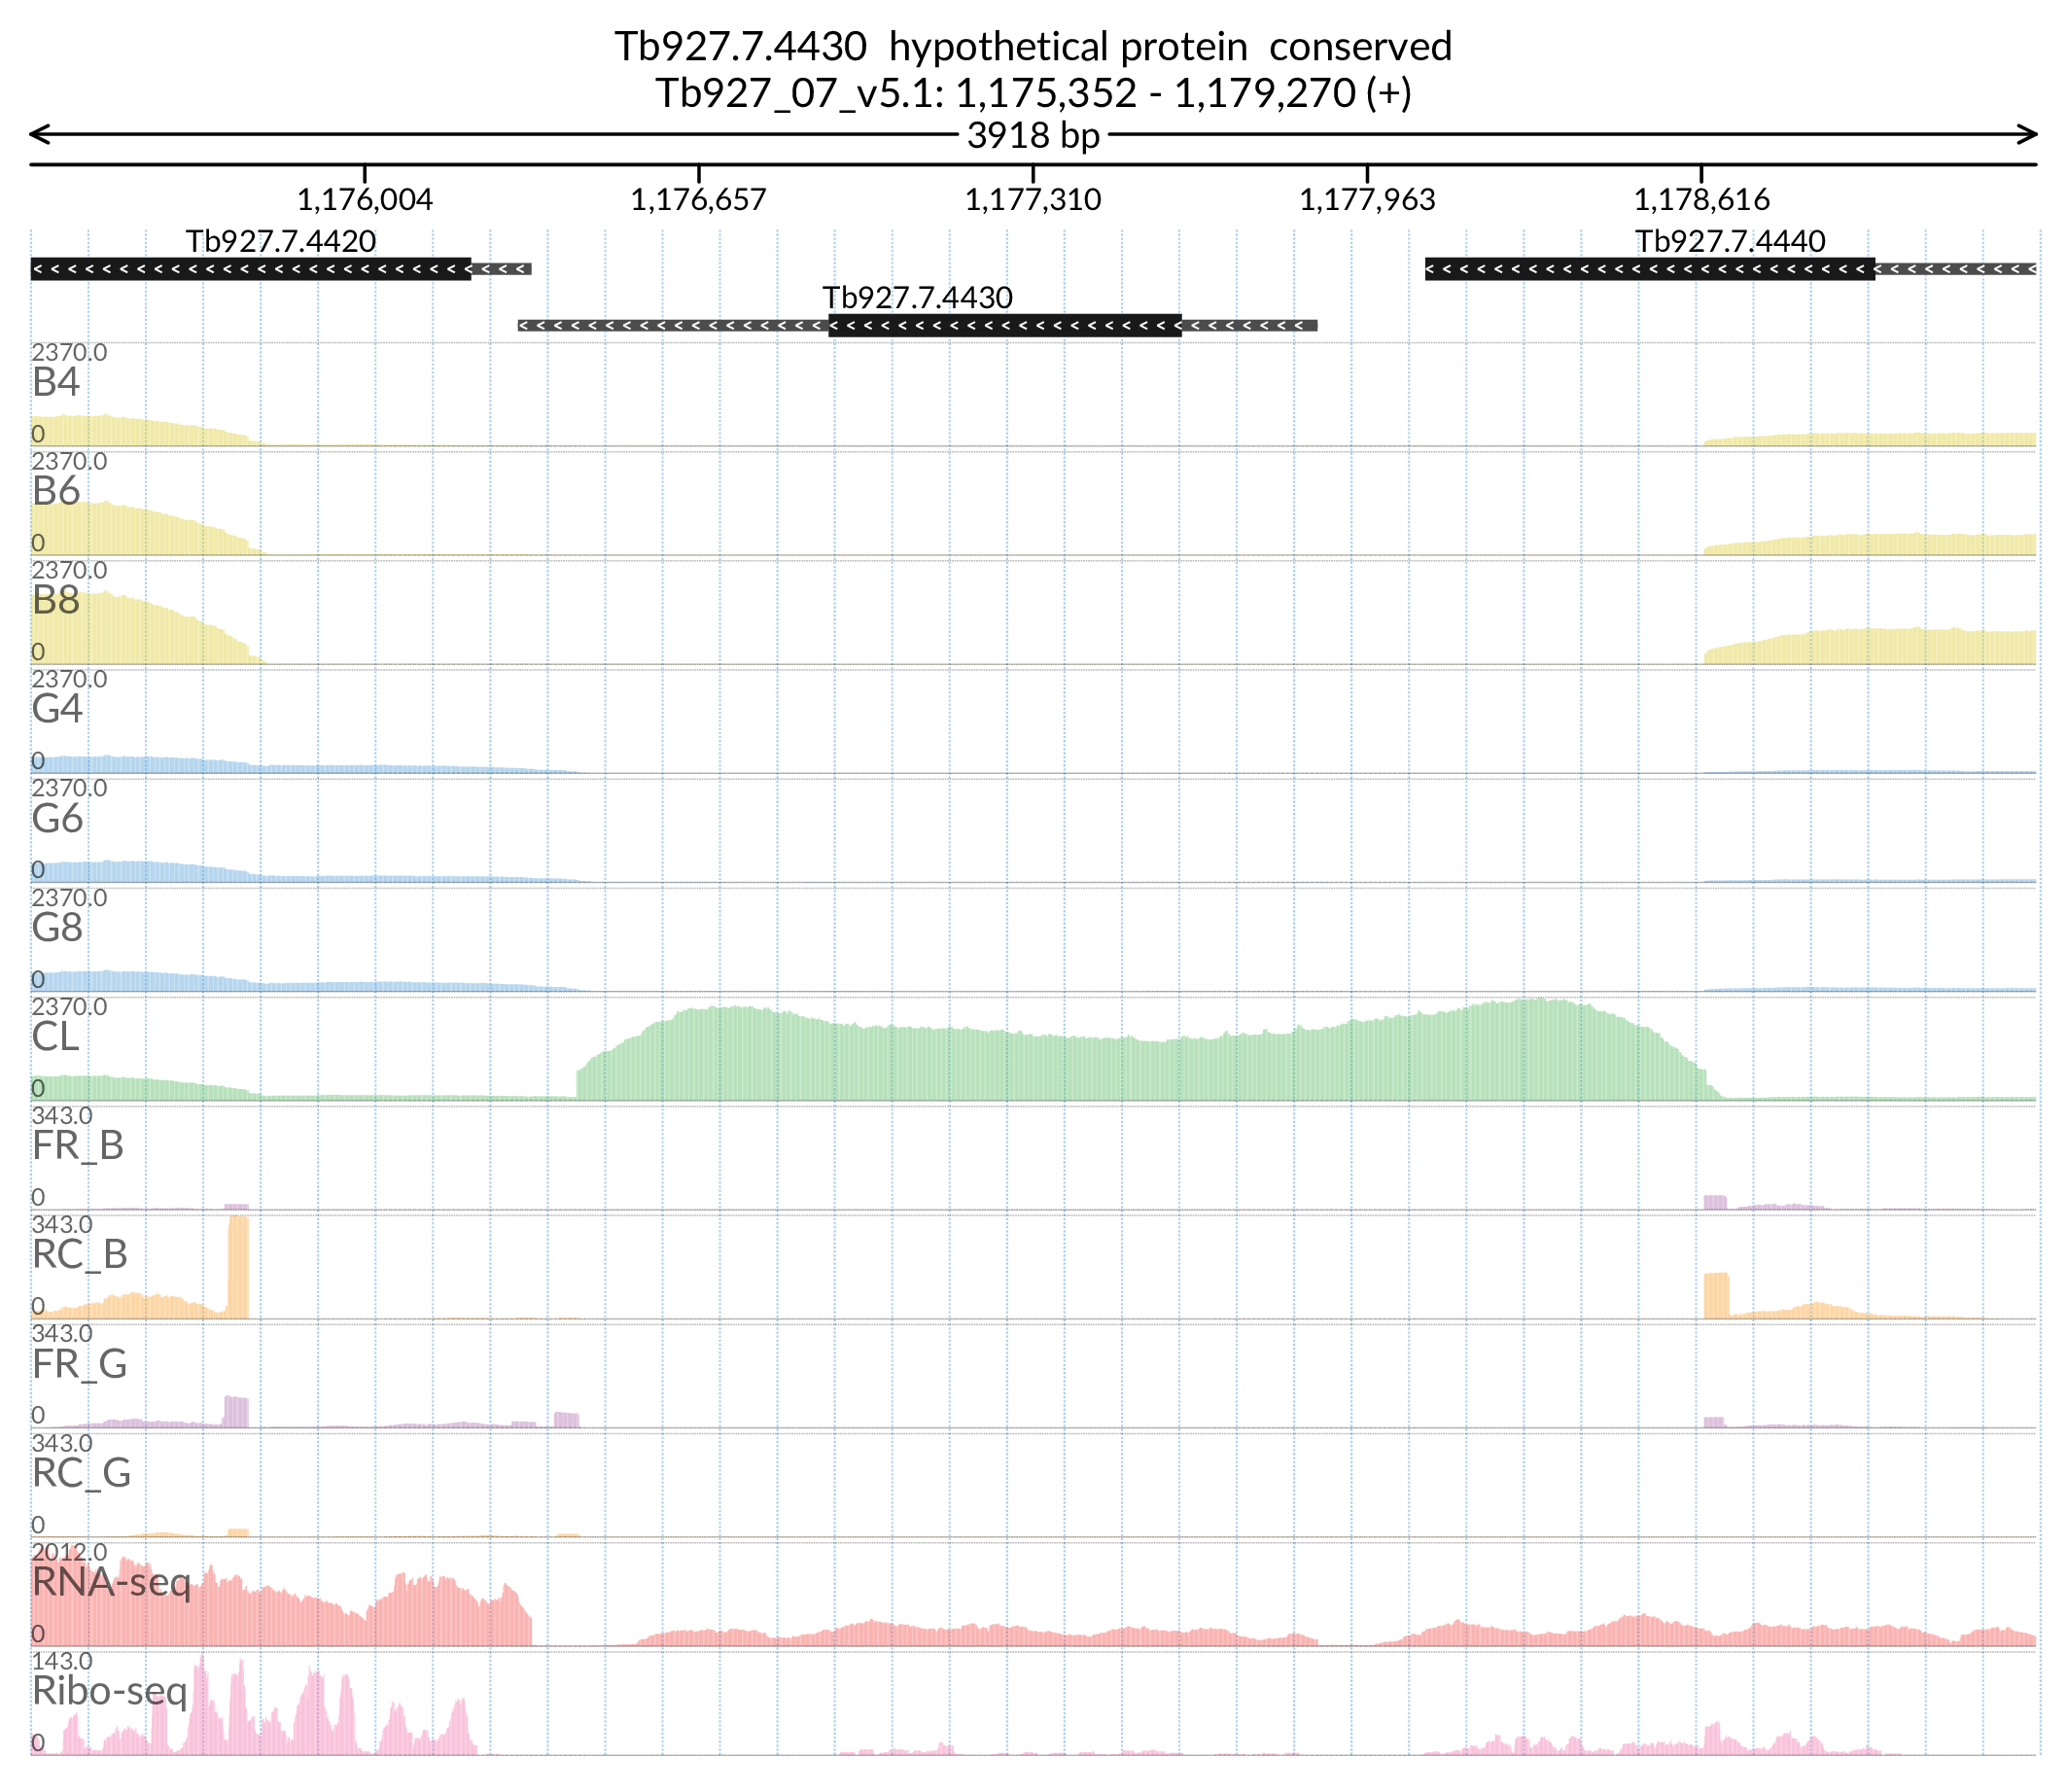 Tb927.7.4430 hypothetical protein conserved
Tb927_07_v5.1: 1,175,352 - 1,179,270 (+)
3918 bp
1,176,004 1,176,657 1,177,310 1,177,963 1,178,616
Tb927.7.4420 Tb927.7.4440
Tb927.7.4430
2370.0
B4
0
2370.0
B6
0
2370.0
B8
0
2370.0
G4
0
2370.0
G6
0
2370.0
G8
0
2370.0
CL
0
343.0
FR_B
0
343.0
RC_B
0
343.0
FR_G
0
343.0
RC_G
0
2012.0
RNA-seq
0
143.0
Ribo-seq
0